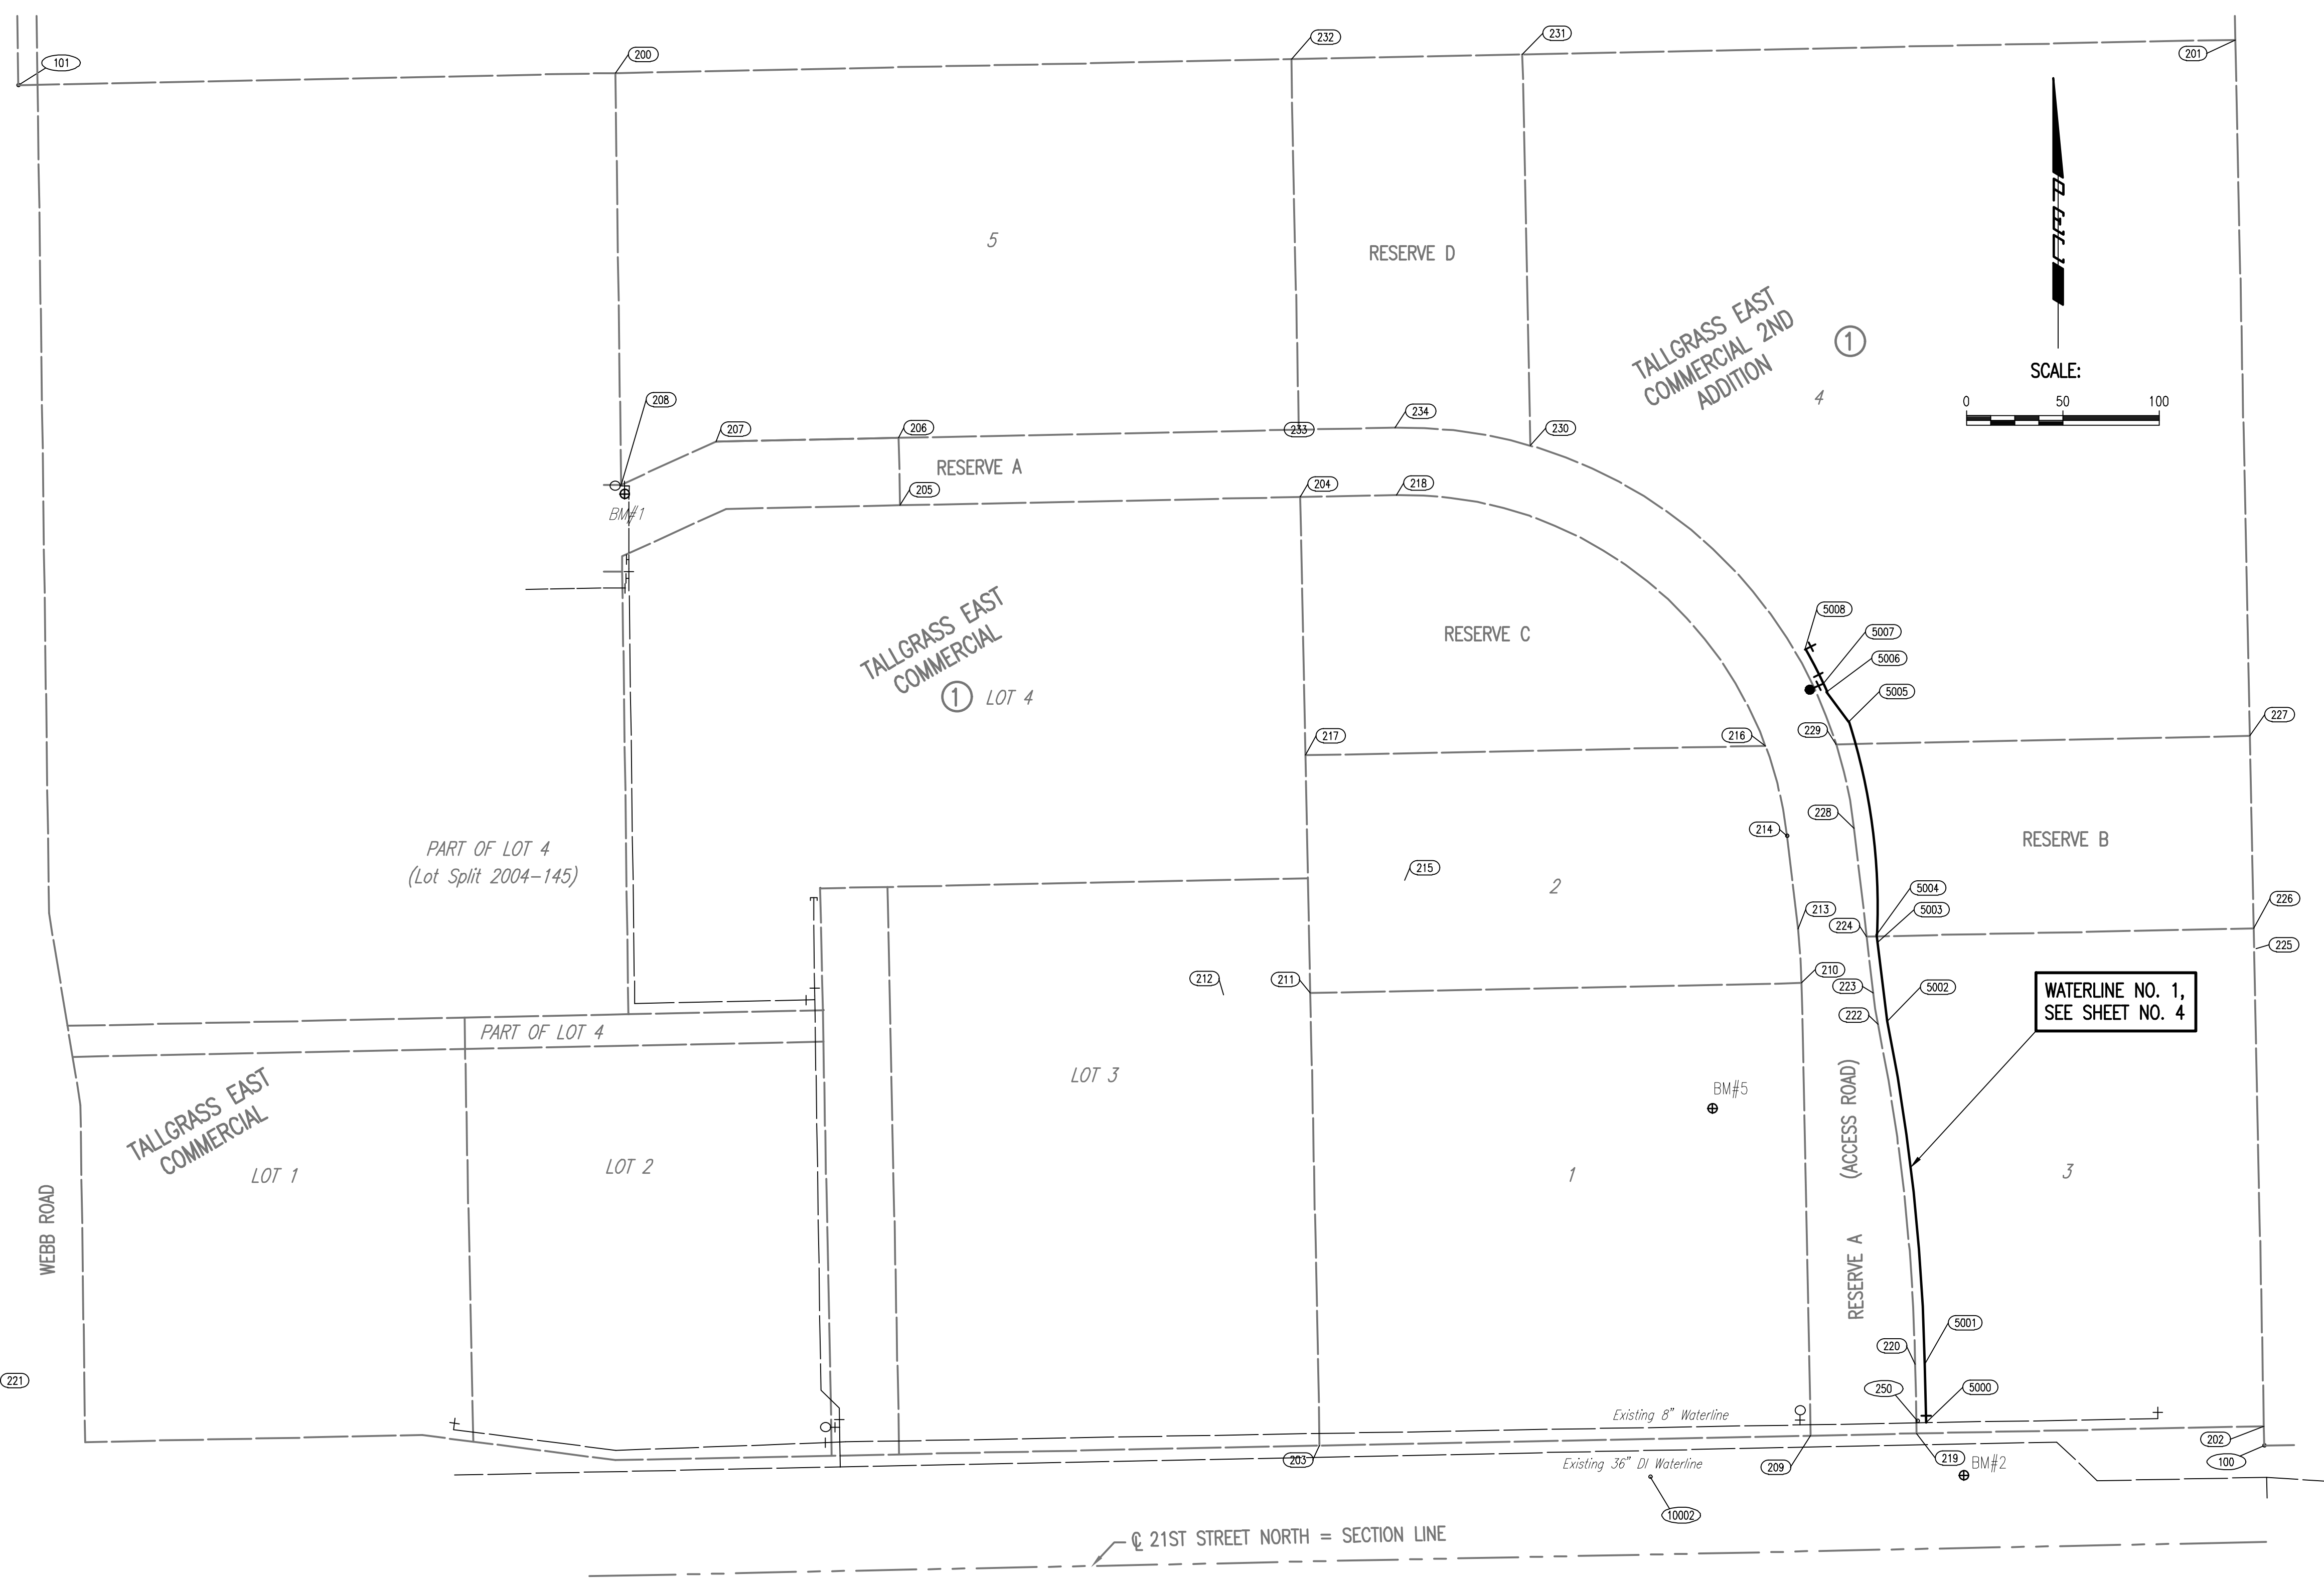 232
231
201
101
200
5
RESERVE D
TALLGRASS EAST
COMMERCIAL 2ND
ADDITION
1
4
SCALE:
0 50 100
208
207
206
233
234
230
RESERVE A
205
204
218
BM#1
TALLGRASS EAST
COMMERCIAL
1
LOT 4
RESERVE C
5008
5007
5006
5005
217
216
229
227
228
214
RESERVE B
PART OF LOT 4
(Lot Split 2004-145)
215
2
5004
5003
213
224
226
225
212
211
210
223
5002
222
WATERLINE NO. 1,
SEE SHEET NO. 4
PART OF LOT 4
LOT 3
TALLGRASS EAST
COMMERCIAL
LOT 1
LOT 2
BM#5
1
3
RESERVE A (ACCESS ROAD)
WEBB ROAD
221
5001
220
250
5000
Existing 8" Waterline
203
Existing 36" DI Waterline
209
219
BM#2
202
100
10002
℄ 21ST STREET NORTH = SECTION LINE